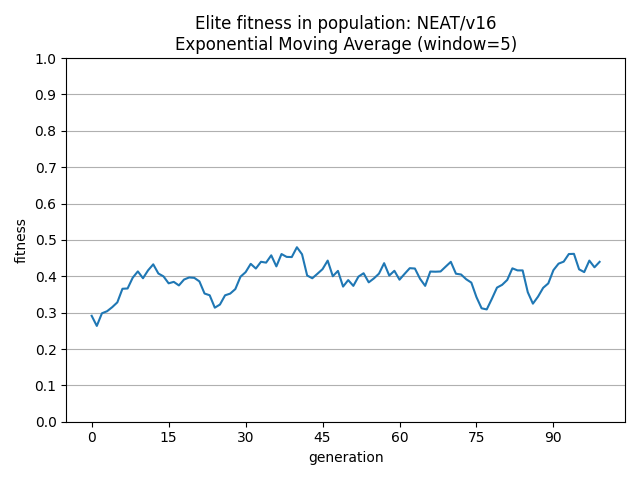 Elite fitness in population: NEAT/v16
Exponential Moving Average (window=5)
1.0
0.9
0.8
0.7
0.6
0.5
0.4
0.3
0.2
0.1
0.0
fitness
0 15 30 45 60 75 90
generation